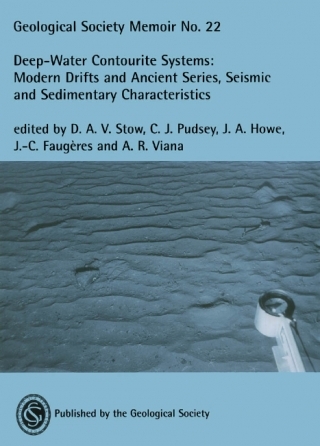 Geological Society Memoir No. 22
Deep-Water Contourite Systems:
Modern Drifts and Ancient Series, Seismic
and Sedimentary Characteristics
edited by D. A. V. Stow, C. J. Pudsey, J. A. Howe,
J.-C. Faugères and A. R. Viana
Published by the Geological Society